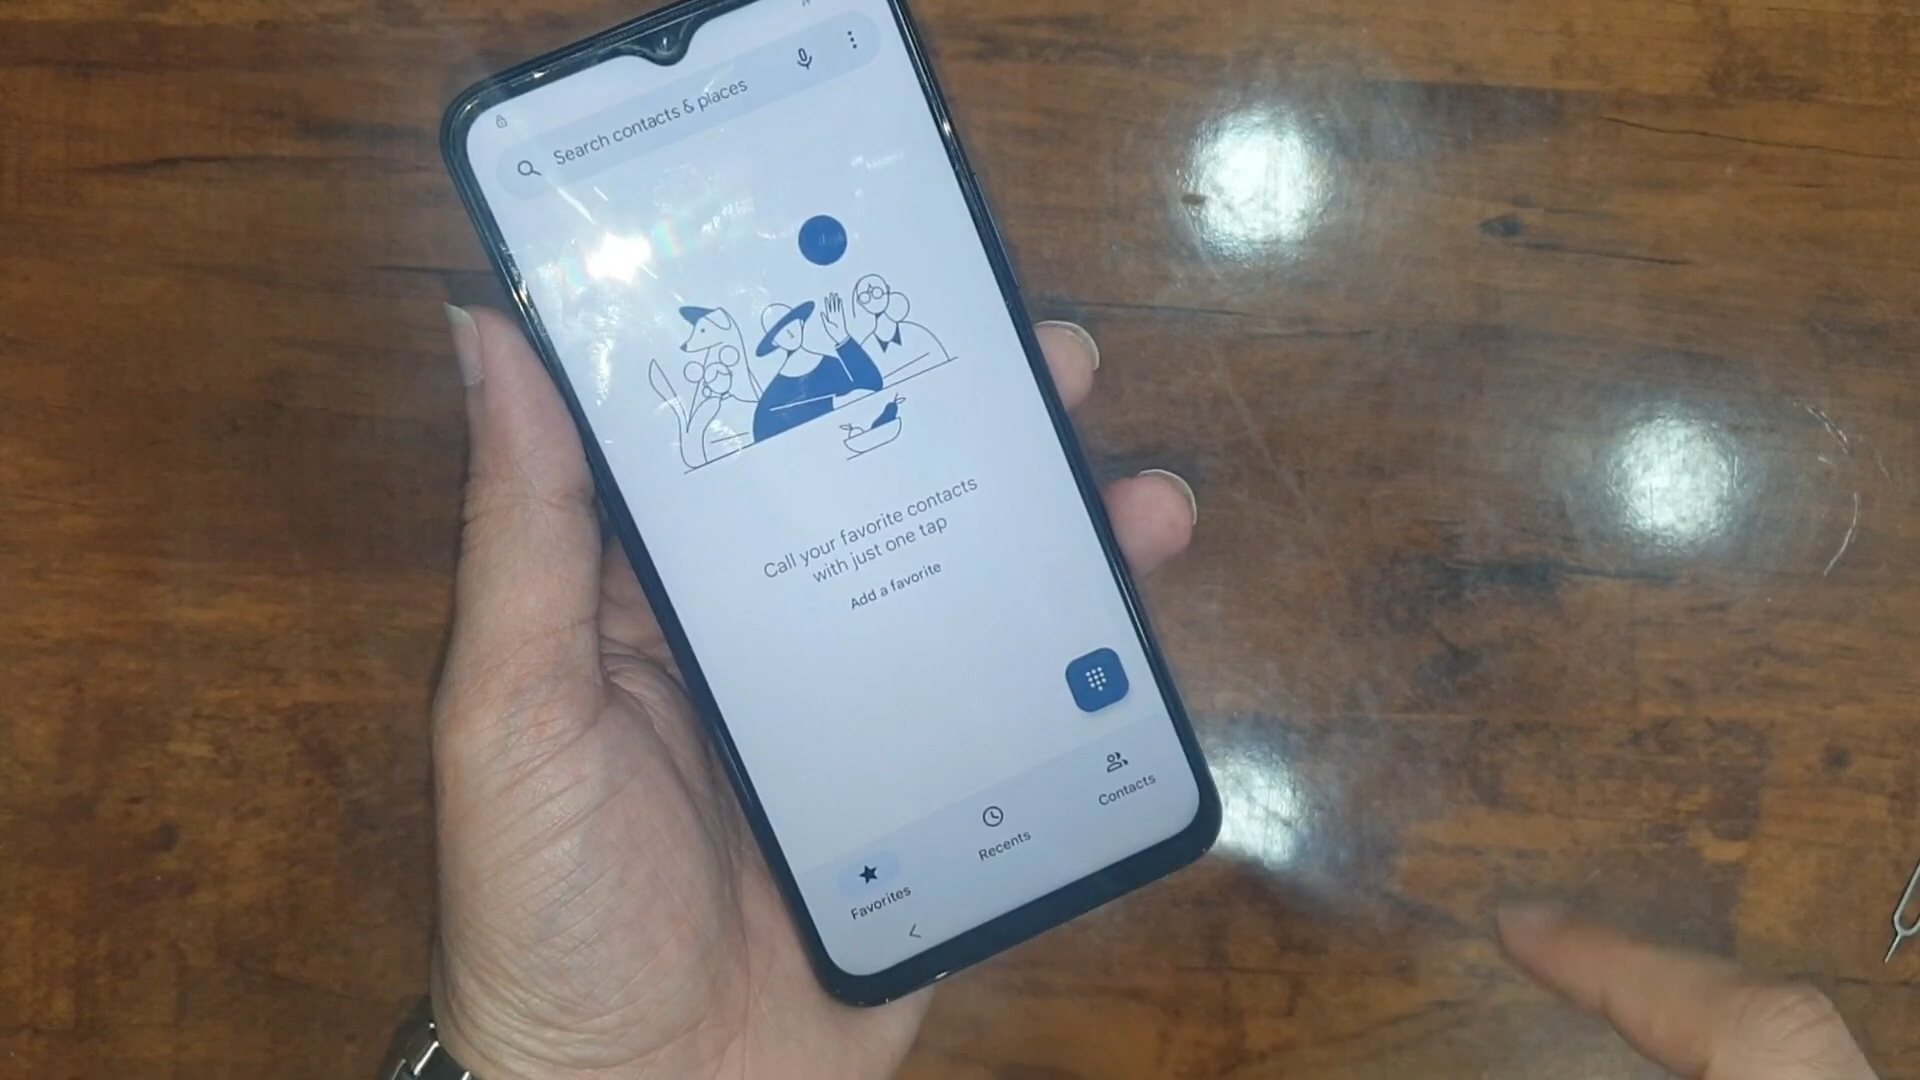 Search contacts & places
Call your favorite contacts
with just one tap
Add a favorite
Favorites
Recents
Contacts